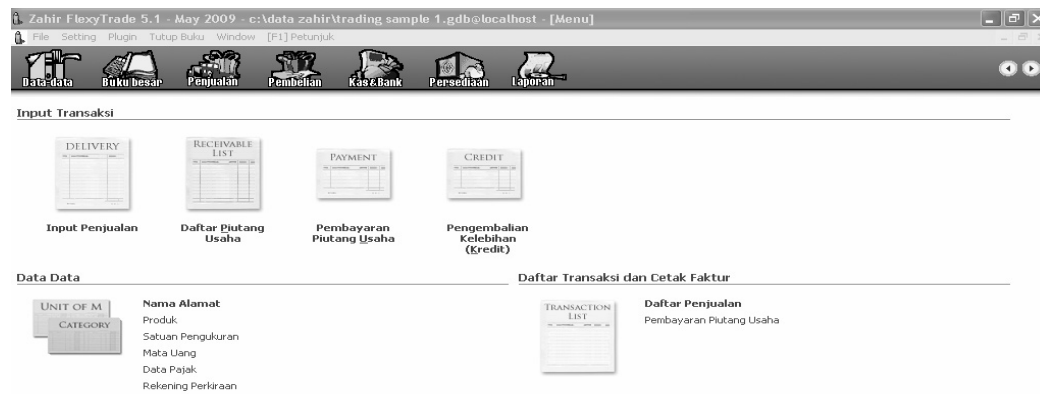 Zahir FlexyTrade 5.1 - May 2009 - c:\data zahir\trading sample 1.gdb@localhost - [Menu]
File Setting Plugin Tutup Buku Window [F1] Petunjuk
Data-data Buku besar Penjualan Pembelian Kas&Bank Persediaan Laporan
Input Transaksi
DELIVERY
RECEIVABLE
LIST
PAYMENT
CREDIT
Input Penjualan
Daftar Piutang
Usaha
Pembayaran
Piutang Usaha
Pengembalian
Kelebihan
(Kredit)
Data Data
UNIT OF M
CATEGORY
Nama Alamat
Produk
Satuan Pengukuran
Mata Uang
Data Pajak
Rekening Perkiraan
Daftar Transaksi dan Cetak Faktur
TRANSACTION
LIST
Daftar Penjualan
Pembayaran Piutang Usaha